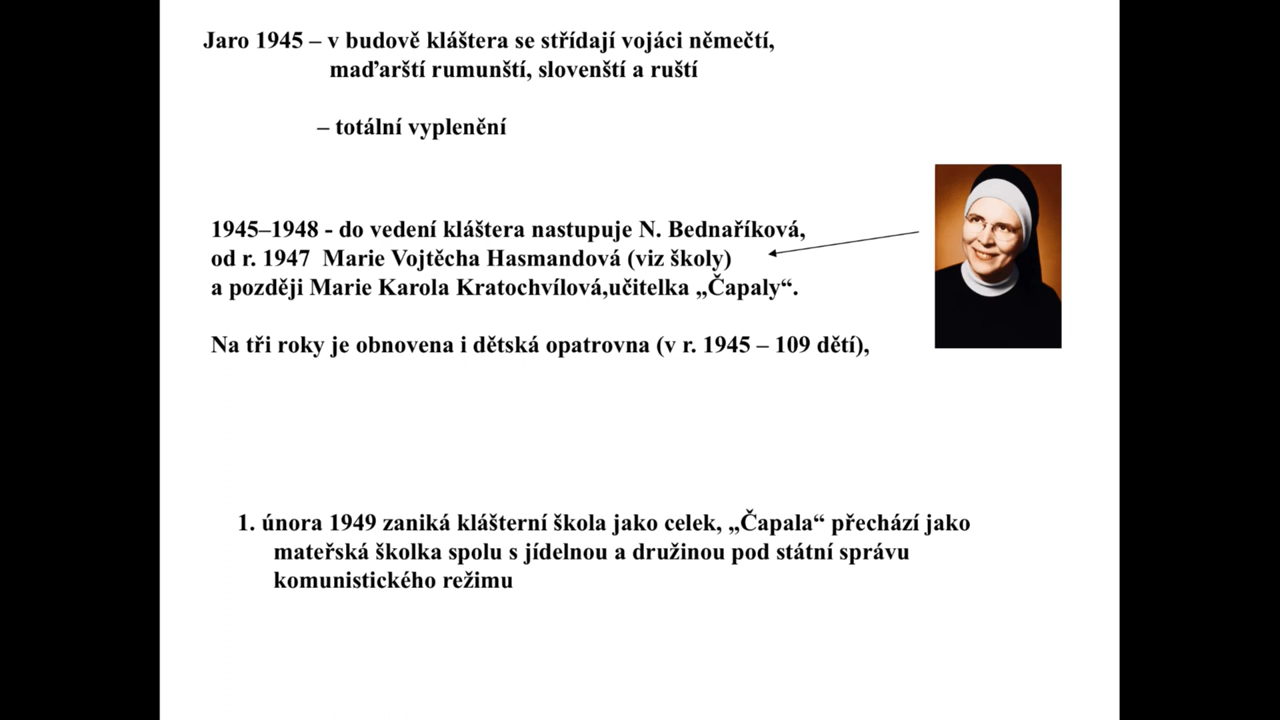 Jaro 1945 – v budově kláštera se střídají vojáci němečtí,
maďarští rumunští, slovenští a ruští
– totální vyplenění
1945–1948 - do vedení kláštera nastupuje N. Bednaříková,
od r. 1947 Marie Vojtěcha Hasmandová (viz školy)
a později Marie Karola Kratochvílová,učitelka „Čapaly“.
Na tři roky je obnovena i dětská opatrovna (v r. 1945 – 109 dětí),
1. února 1949 zaniká klášterní škola jako celek, „Čapala“ přechází jako
mateřská školka spolu s jídelnou a družinou pod státní správu
komunistického režimu